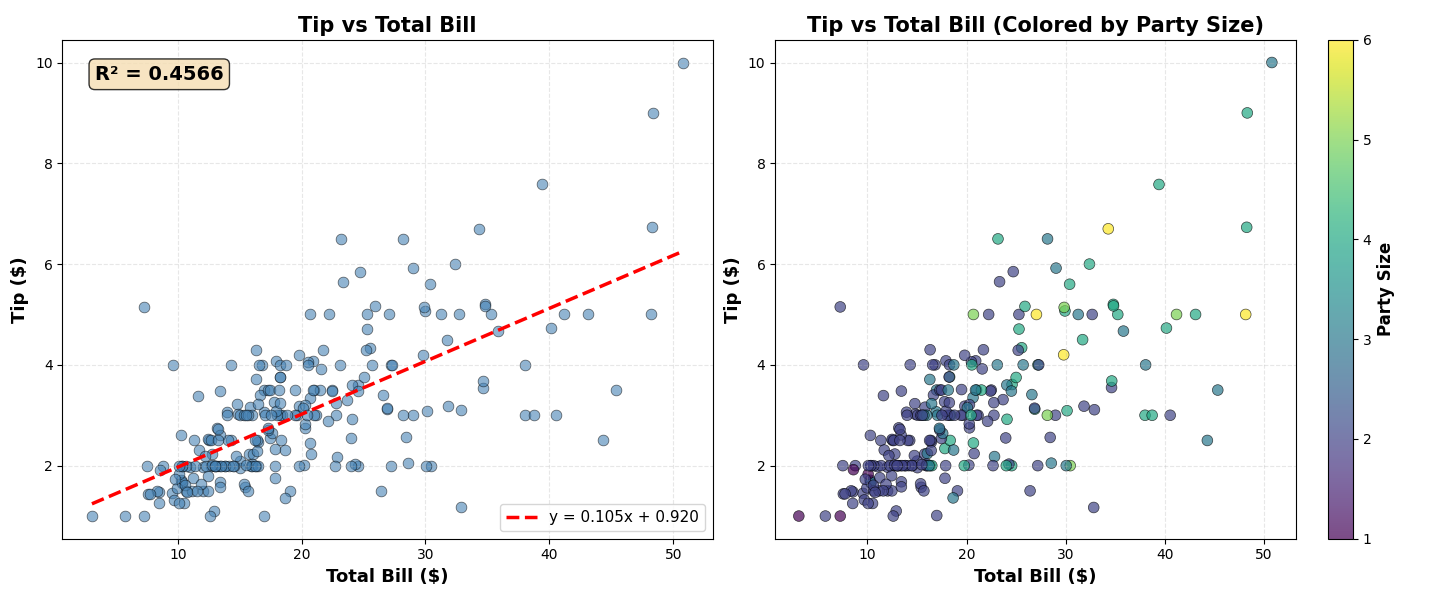 Tip vs Total Bill
R² = 0.4566
10
8
6
4
2
Tip ($)
10 20 30 40 50
Total Bill ($)
y = 0.105x + 0.920
Tip vs Total Bill (Colored by Party Size)
10
8
6
4
2
Tip ($)
10 20 30 40 50
Total Bill ($)
6
5
4
3
2
1
Party Size